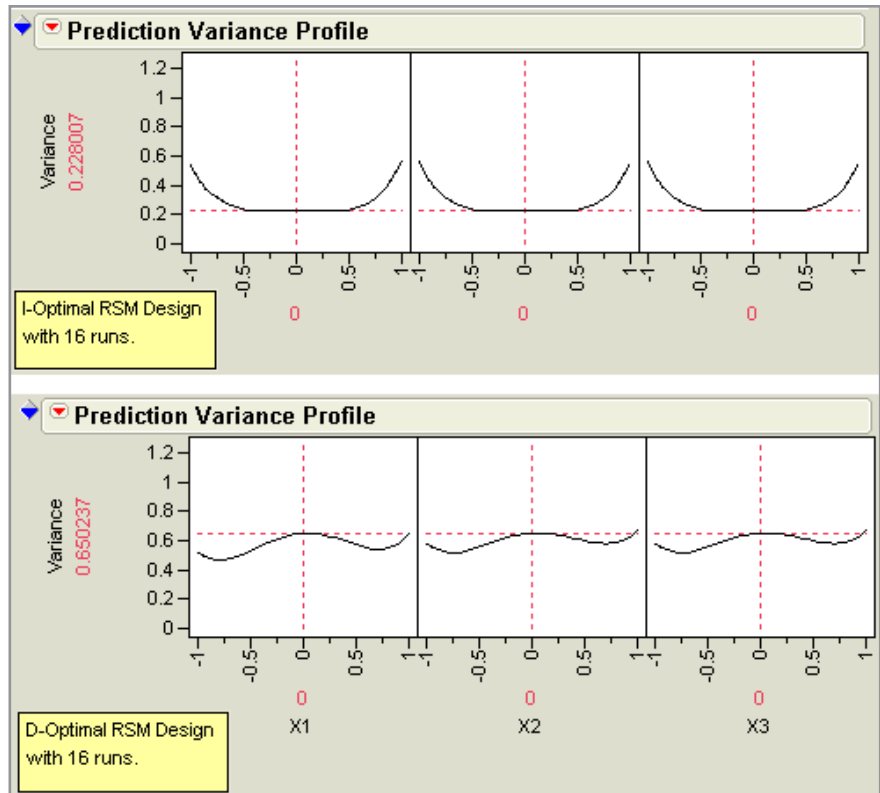 Prediction Variance Profile
Variance
0.228007
1.2
1
0.8
0.6
0.4
0.2
0
-1 -0.5 0 0.5 1 -1 -0.5 0 0.5 1 -1 -0.5 0 0.5 1
0 0 0
I-Optimal RSM Design
with 16 runs.
Prediction Variance Profile
Variance
0.650237
1.2
1
0.8
0.6
0.4
0.2
0
-1 -0.5 0 0.5 1 -1 -0.5 0 0.5 1 -1 -0.5 0 0.5 1
0 0 0
X1 X2 X3
D-Optimal RSM Design
with 16 runs.